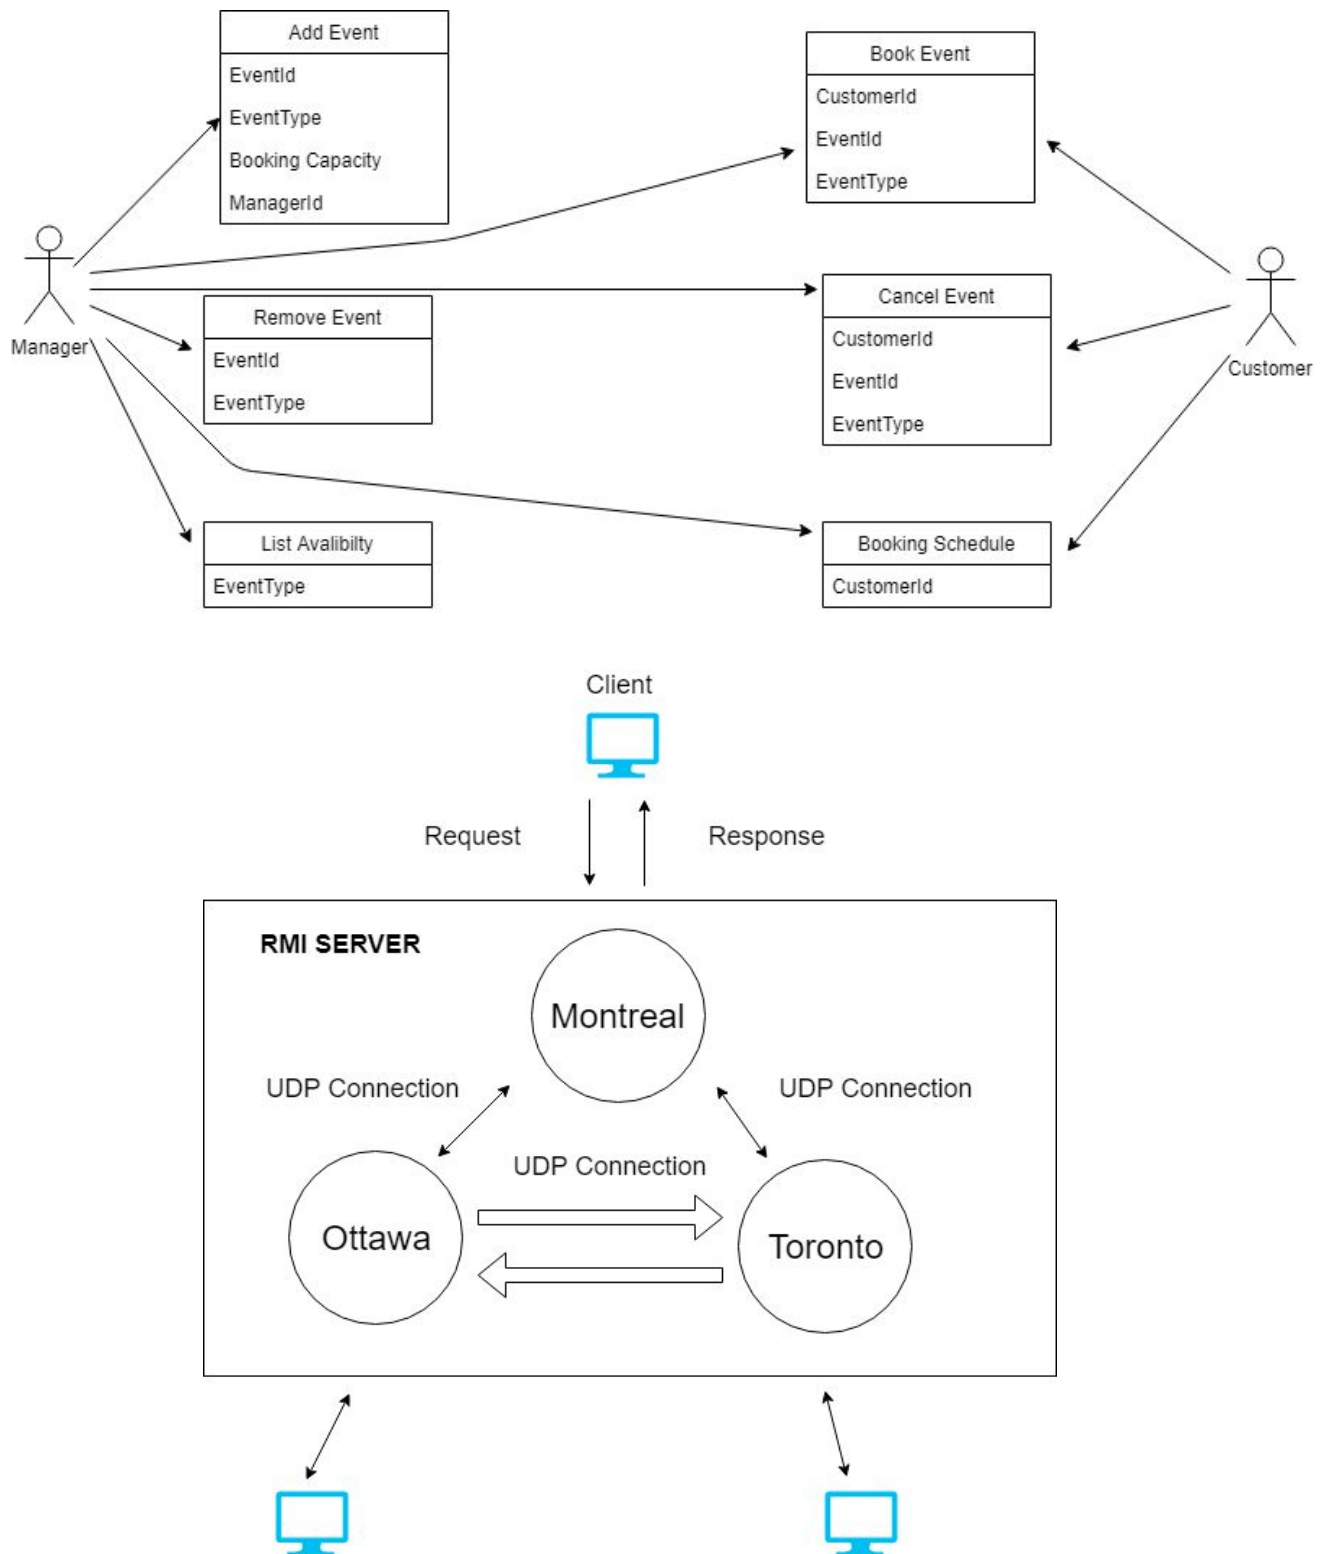 Add Event
EventId
EventType
Booking Capacity
ManagerId
Book Event
CustomerId
EventId
EventType
Manager
Remove Event
EventId
EventType
Cancel Event
CustomerId
EventId
EventType
Customer
List Avalibilty
EventType
Booking Schedule
CustomerId
Client
Request
Response
RMI SERVER
Montreal
UDP Connection
UDP Connection
UDP Connection
Ottawa
Toronto